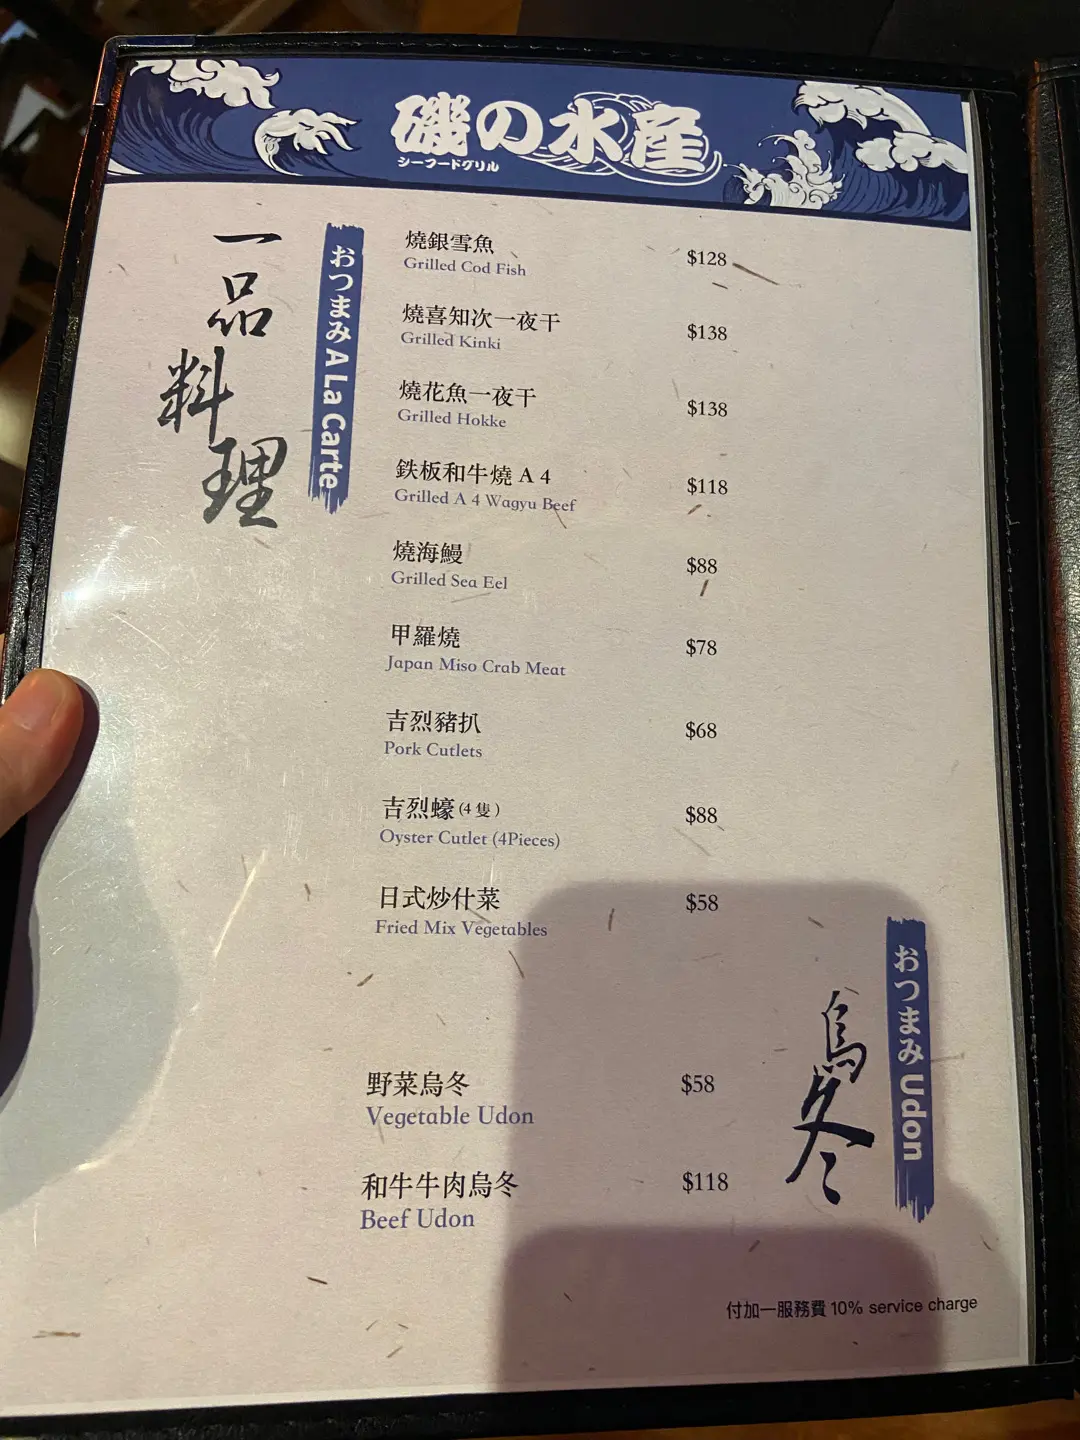 磯の水産
シーフードグリル
一品料理
おつまみ A La Carte
燒銀雪魚 $128
Grilled Cod Fish
燒喜知次一夜干 $138
Grilled Kinki
燒花魚一夜干 $138
Grilled Hokke
鉄板和牛燒 A 4 $118
Grilled A 4 Wagyu Beef
燒海鰻 $88
Grilled Sea Eel
甲羅燒 $78
Japan Miso Crab Meat
吉烈豬扒 $68
Pork Cutlets
吉烈蠔 (4 隻) $88
Oyster Cutlet (4Pieces)
日式炒什菜 $58
Fried Mix Vegetables
おつまみ Udon
烏冬
野菜烏冬 $58
Vegetable Udon
和牛牛肉烏冬 $118
Beef Udon
付加一服務費 10% service charge